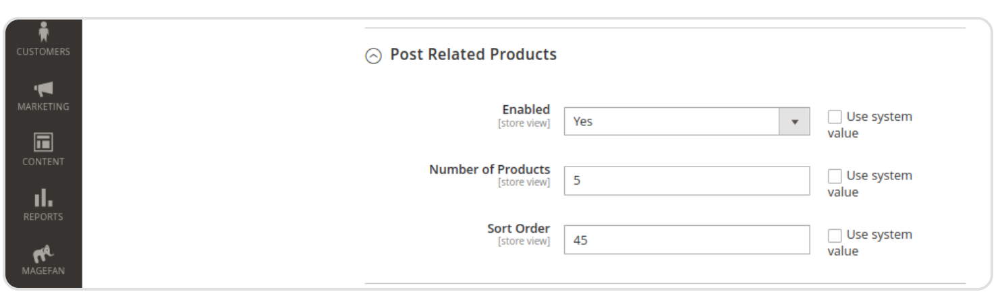 CUSTOMERS
MARKETING
CONTENT
REPORTS
MAGEFAN
Post Related Products
Enabled
[store view]
Yes
Use system
value
Number of Products
[store view]
5
Use system
value
Sort Order
[store view]
45
Use system
value